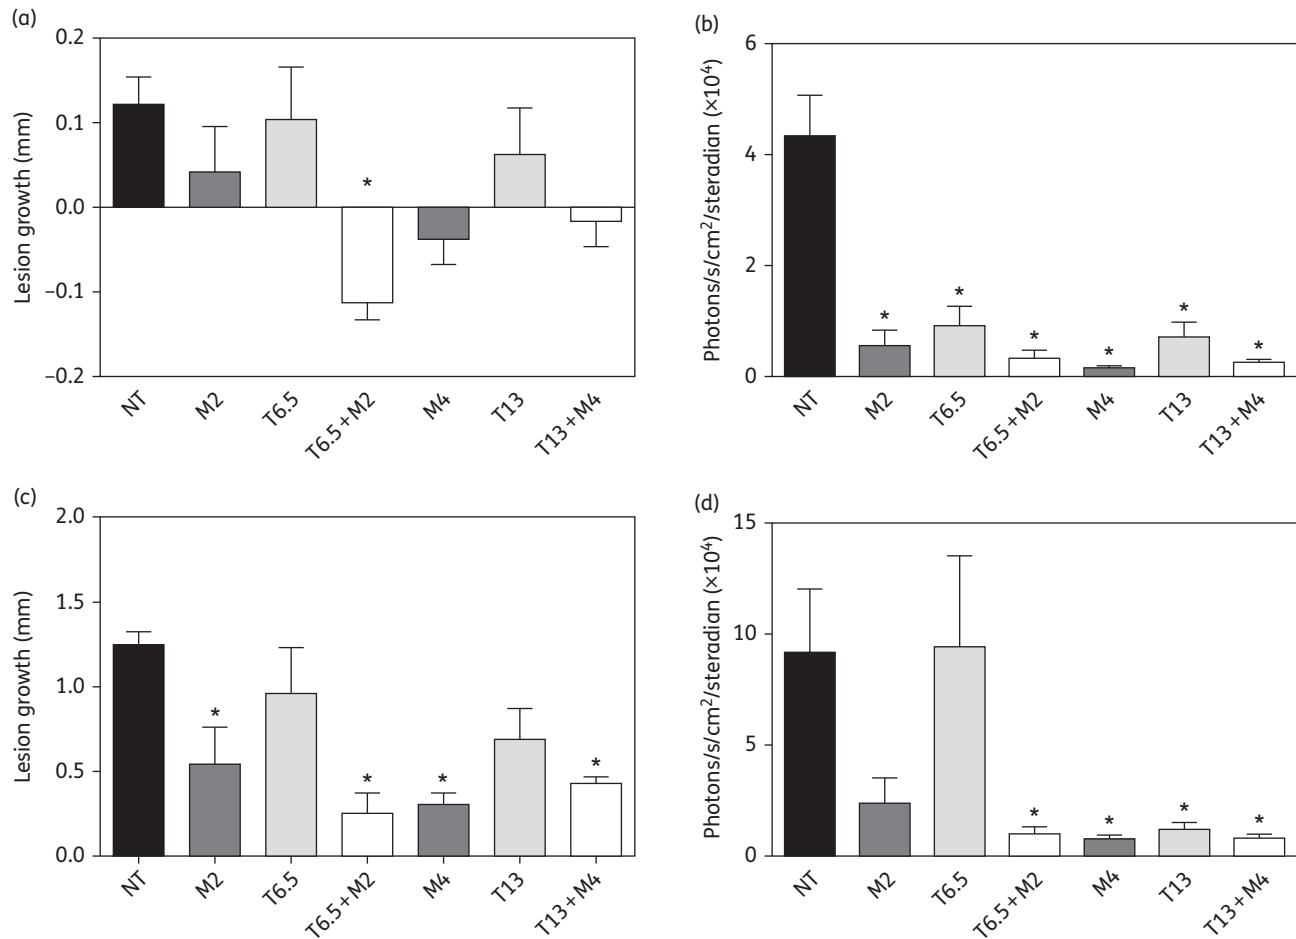 (a)
Lesion growth (mm)
0.2
0.1
0.0
–0.1
–0.2
*
NT
M2
T6.5
T6.5 + M2
M4
T13
T13 + M4
(b)
Photons/s/cm²/steradian (×10⁴)
6
4
2
0
* * * * * *
NT
M2
T6.5
T6.5 + M2
M4
T13
T13 + M4
(c)
Lesion growth (mm)
2.0
1.5
1.0
0.5
0.0
* * * *
NT
M2
T6.5
T6.5 + M2
M4
T13
T13 + M4
(d)
Photons/s/cm²/steradian (×10⁴)
15
10
5
0
* * * *
NT
M2
T6.5
T6.5 + M2
M4
T13
T13 + M4